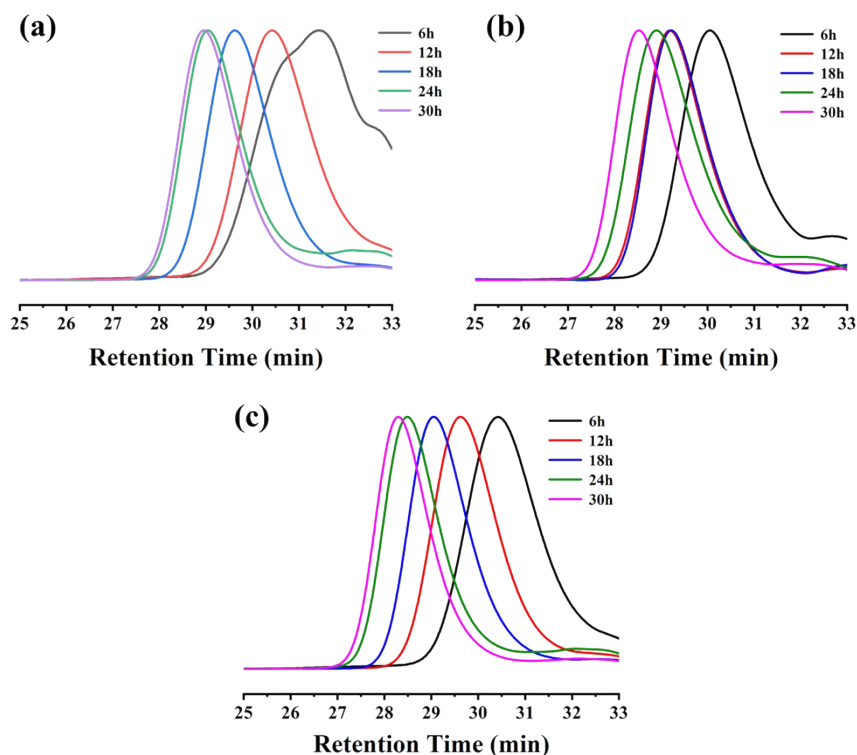 (a)
6h
12h
18h
24h
30h
25 26 27 28 29 30 31 32 33
Retention Time (min)
(b)
6h
12h
18h
24h
30h
25 26 27 28 29 30 31 32 33
Retention Time (min)
(c)
6h
12h
18h
24h
30h
25 26 27 28 29 30 31 32 33
Retention Time (min)